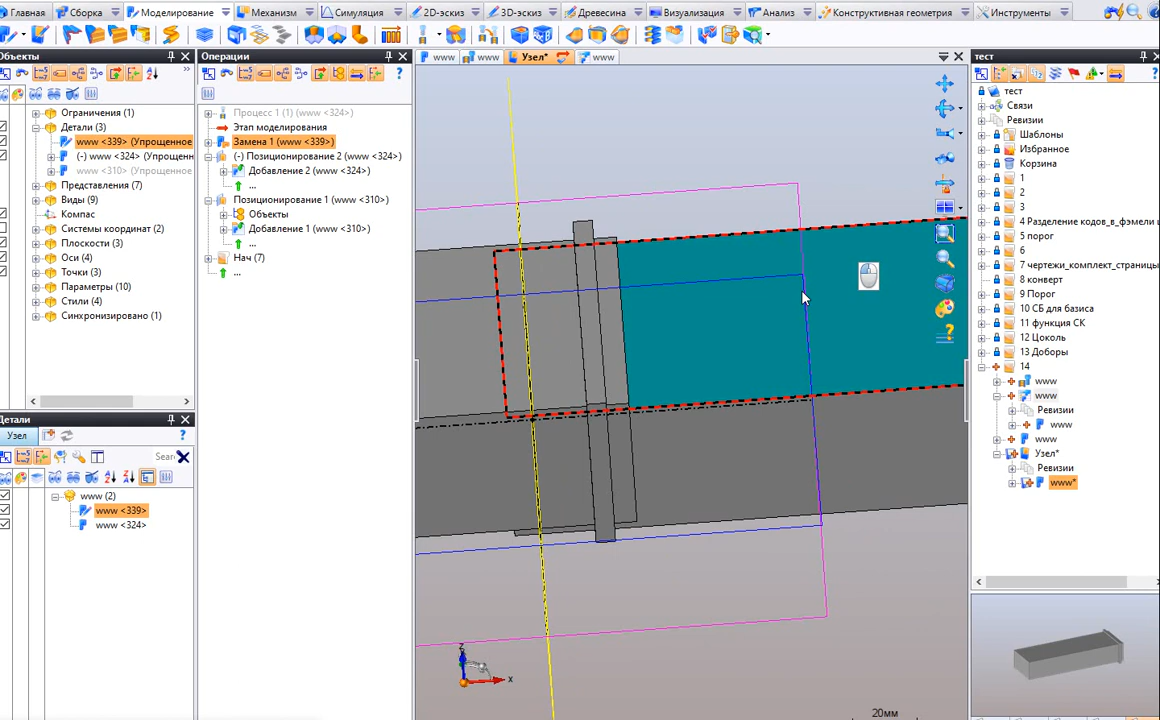 Главная
Сборка
Моделирование
Механизм
Симуляция
2D-эскиз
3D-эскиз
Древесина
Визуализация
Анализ
Конструктивная геометрия
Инструменты
Объекты
Ограничения (1)
Детали (3)
www <339> (Упрощенное
(-) www <324> (Упрощенн
www <310> (Упрощенное
Представления (7)
Виды (9)
Компас
Системы координат (2)
Плоскости (3)
Оси (4)
Точки (3)
Параметры (10)
Стили (4)
Синхронизировано (1)
Детали
Узел
Sear
www (2)
www <339>
www <324>
Операции
Процесс 1 (1) (www <324>)
Этап моделирования
Замена 1 (www <339>)
(-) Позиционирование 2 (www <324>)
Добавление 2 (www <324>)
...
Позиционирование 1 (www <310>)
Объекты
Добавление 1 (www <310>)
...
Нач (7)
...
www
www
Узел*
www
x
20мм
тест
тест
Связи
Ревизии
Шаблоны
Избранное
Корзина
1
2
3
4 Разделение кодов_в_фэмели и
5 порог
6
7 чертежи_комплект_страницы
8 конверт
9 Порог
10 СБ для базиса
11 функция СК
12 Цоколь
13 Доборы
14
www
www
Ревизии
www
www
Узел*
Ревизии
www*